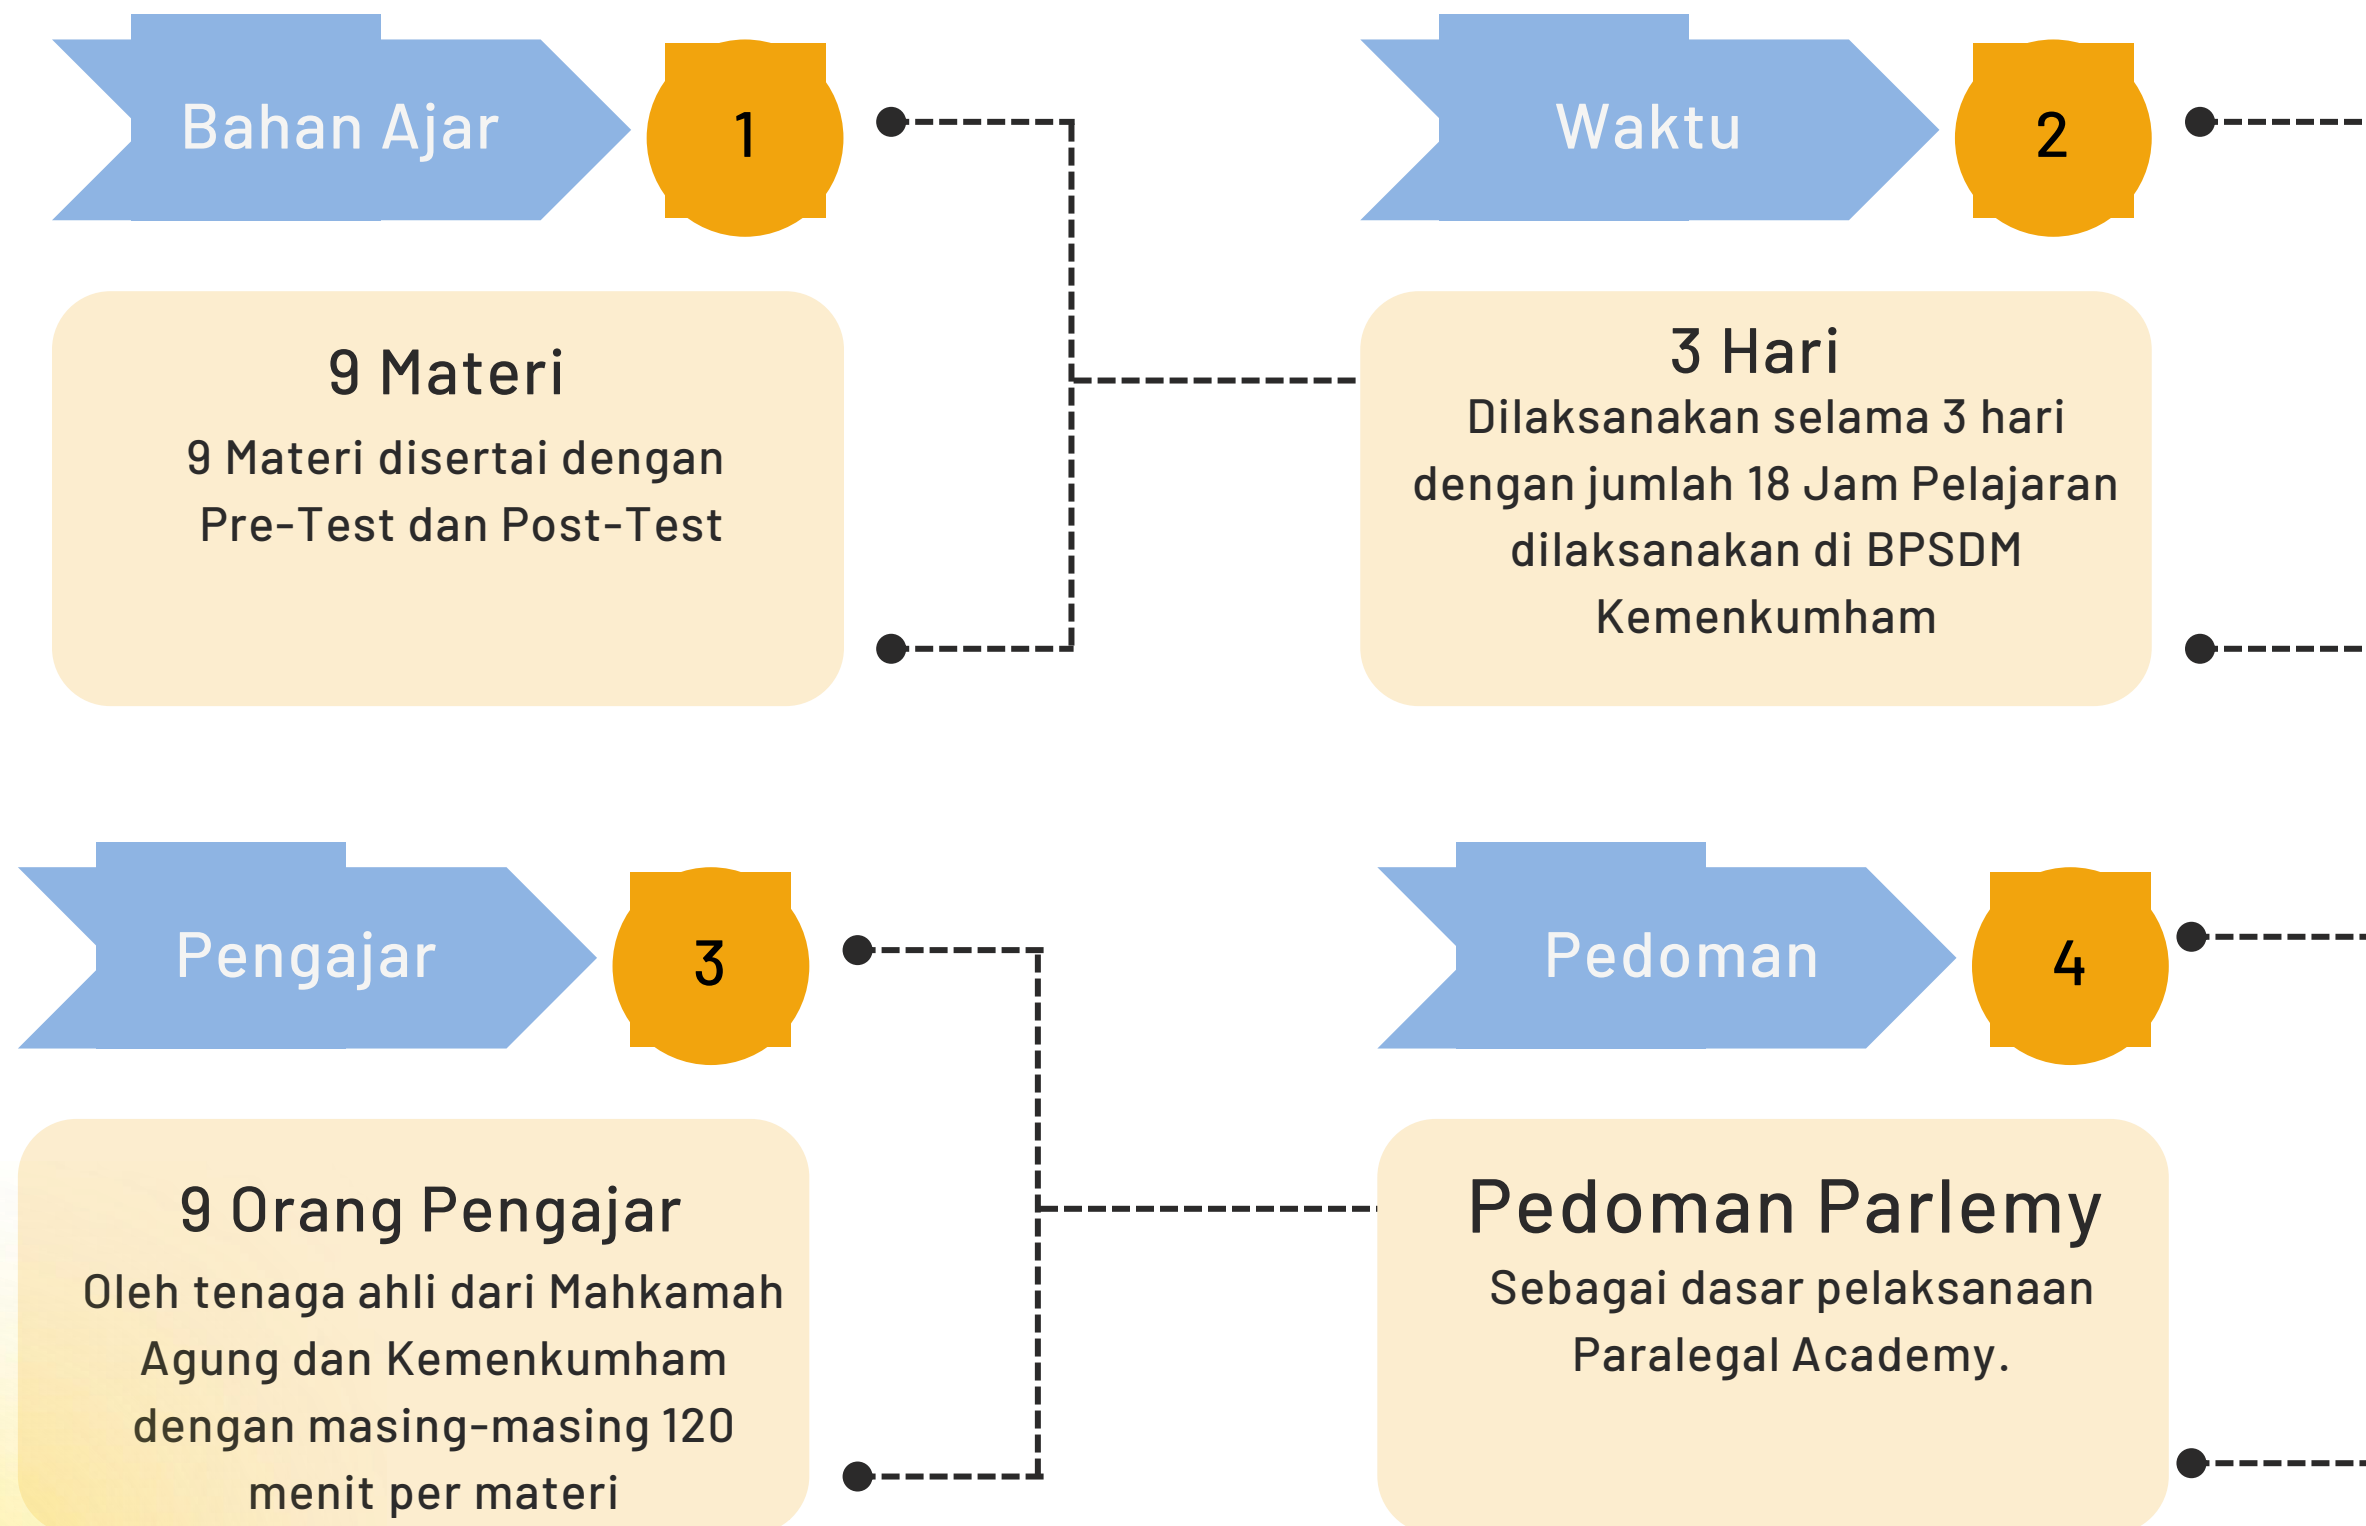 Bahan Ajar
1
9 Materi
9 Materi disertai dengan
Pre-Test dan Post-Test
Waktu
2
3 Hari
Dilaksanakan selama 3 hari
dengan jumlah 18 Jam Pelajaran
dilaksanakan di BPSDM
Kemenkumham
Pengajar
3
9 Orang Pengajar
Oleh tenaga ahli dari Mahkamah
Agung dan Kemenkumham
dengan masing-masing 120
menit per materi
Pedoman
4
Pedoman Parlemy
Sebagai dasar pelaksanaan
Paralegal Academy.